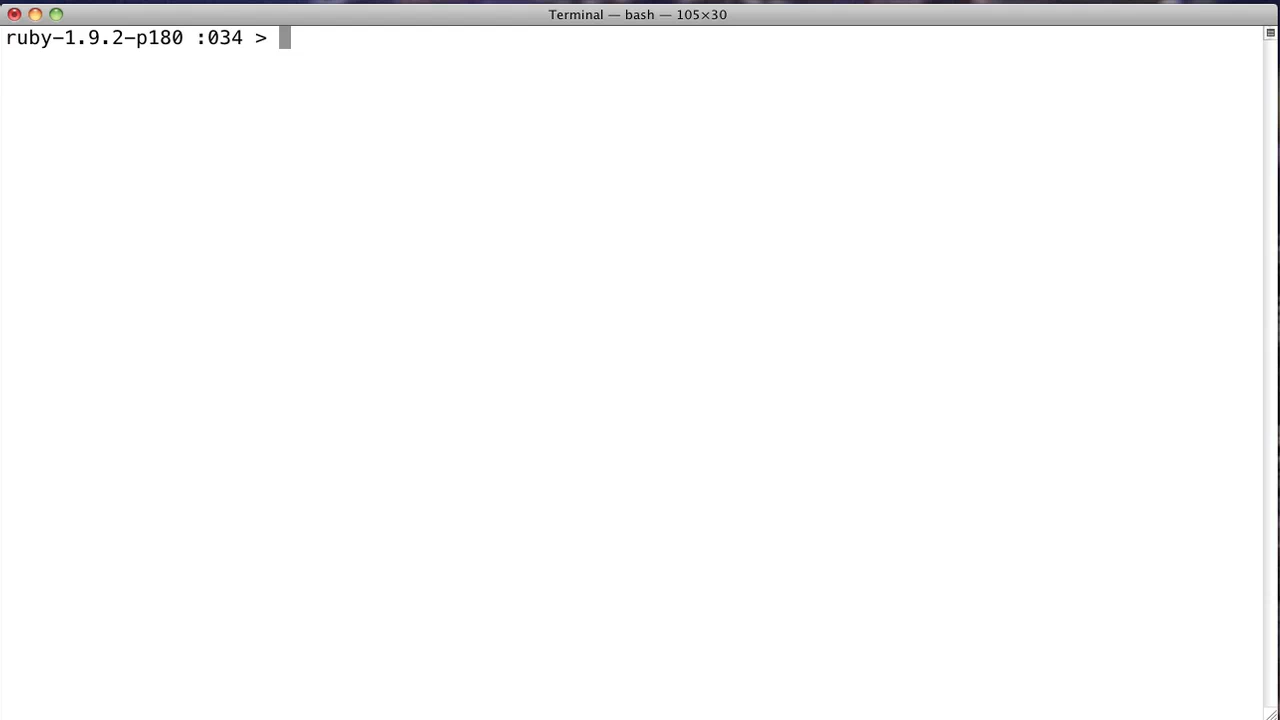 Terminal — bash — 105×30
ruby-1.9.2-p180 :034 >